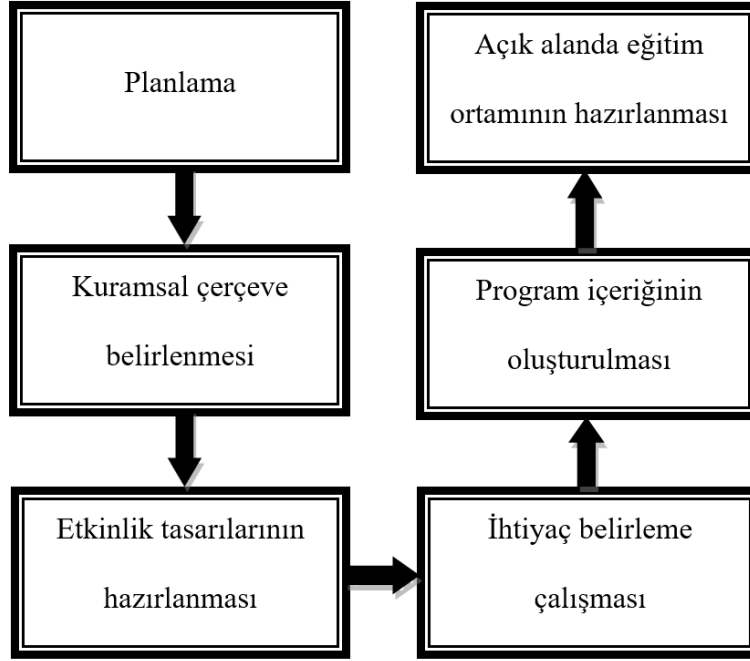 Planlama
Kuramsal çerçeve
belirlenmesi
Etkinlik tasarılarının
hazırlanması
İhtiyaç belirleme
çalışması
Program içeriğinin
oluşturulması
Açık alanda eğitim
ortamının hazırlanması